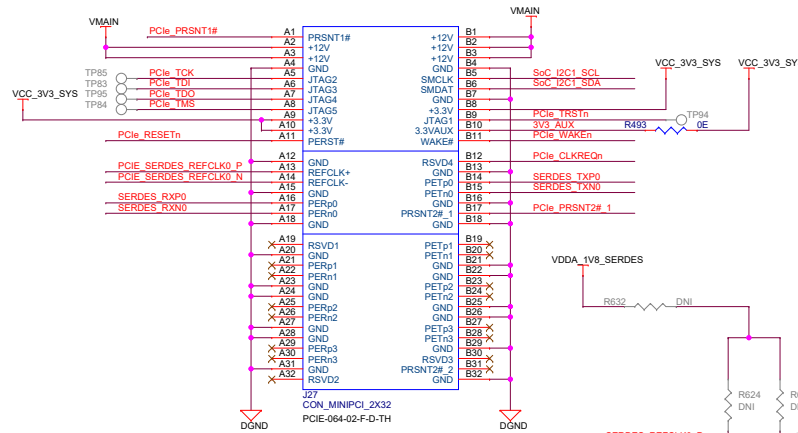 VMAIN
VMAIN
PCIe_PRSNT1# A1 PRSNT1# +12V B1
A2 +12V +12V B2
A3 +12V +12V B3
A4 GND GND B4
TP85 PCIe_TCK A5 JTAG2 SMCLK B5 SoC_I2C1_SCL
TP83 PCIe_TDI A6 JTAG3 SMDAT B6 SoC_I2C1_SDA
TP95 PCIe_TDO A7 JTAG4 GND B7
TP84 PCIe_TMS A8 JTAG5 +3.3V B8
VCC_3V3_SYS
VCC_3V3_SYS
VCC_3V3_SY
A9 +3.3V JTAG1 B9 PCIe_TRSTn TP94
A10 +3.3V 3.3VAUX B10 3V3_AUX R493 0E
PCIe_RESETn A11 PERST# WAKE# B11 PCIe_WAKEn
A12 GND RSVD4 B12 PCIe_CLKREQn
PCIE_SERDES_REFCLK0_P A13 REFCLK+ GND B13
PCIE_SERDES_REFCLK0_N A14 REFCLK- PETp0 B14 SERDES_TXP0
A15 GND PETn0 B15 SERDES_TXN0
SERDES_RXP0 A16 PERp0 GND B16
SERDES_RXN0 A17 PERn0 PRSNT2#_1 B17 PCIe_PRSNT2#_1
A18 GND GND B18
A19 RSVD1 PETp1 B19
A20 GND PETn1 B20
A21 PERp1 GND B21
A22 PERn1 GND B22
A23 GND PETp2 B23
A24 GND PETn2 B24
A25 PERp2 GND B25
A26 PERn2 GND B26
A27 GND PETp3 B27
A28 GND PETn3 B28
A29 PERp3 GND B29
A30 PERn3 RSVD3 B30
A31 GND PRSNT2#_2 B31
A32 RSVD2 GND B32
J27
CON_MINIPCI_2X32
PCIE-064-02-F-D-TH
DGND
DGND
VDDA_1V8_SERDES
R632 DNI
R624
DNI